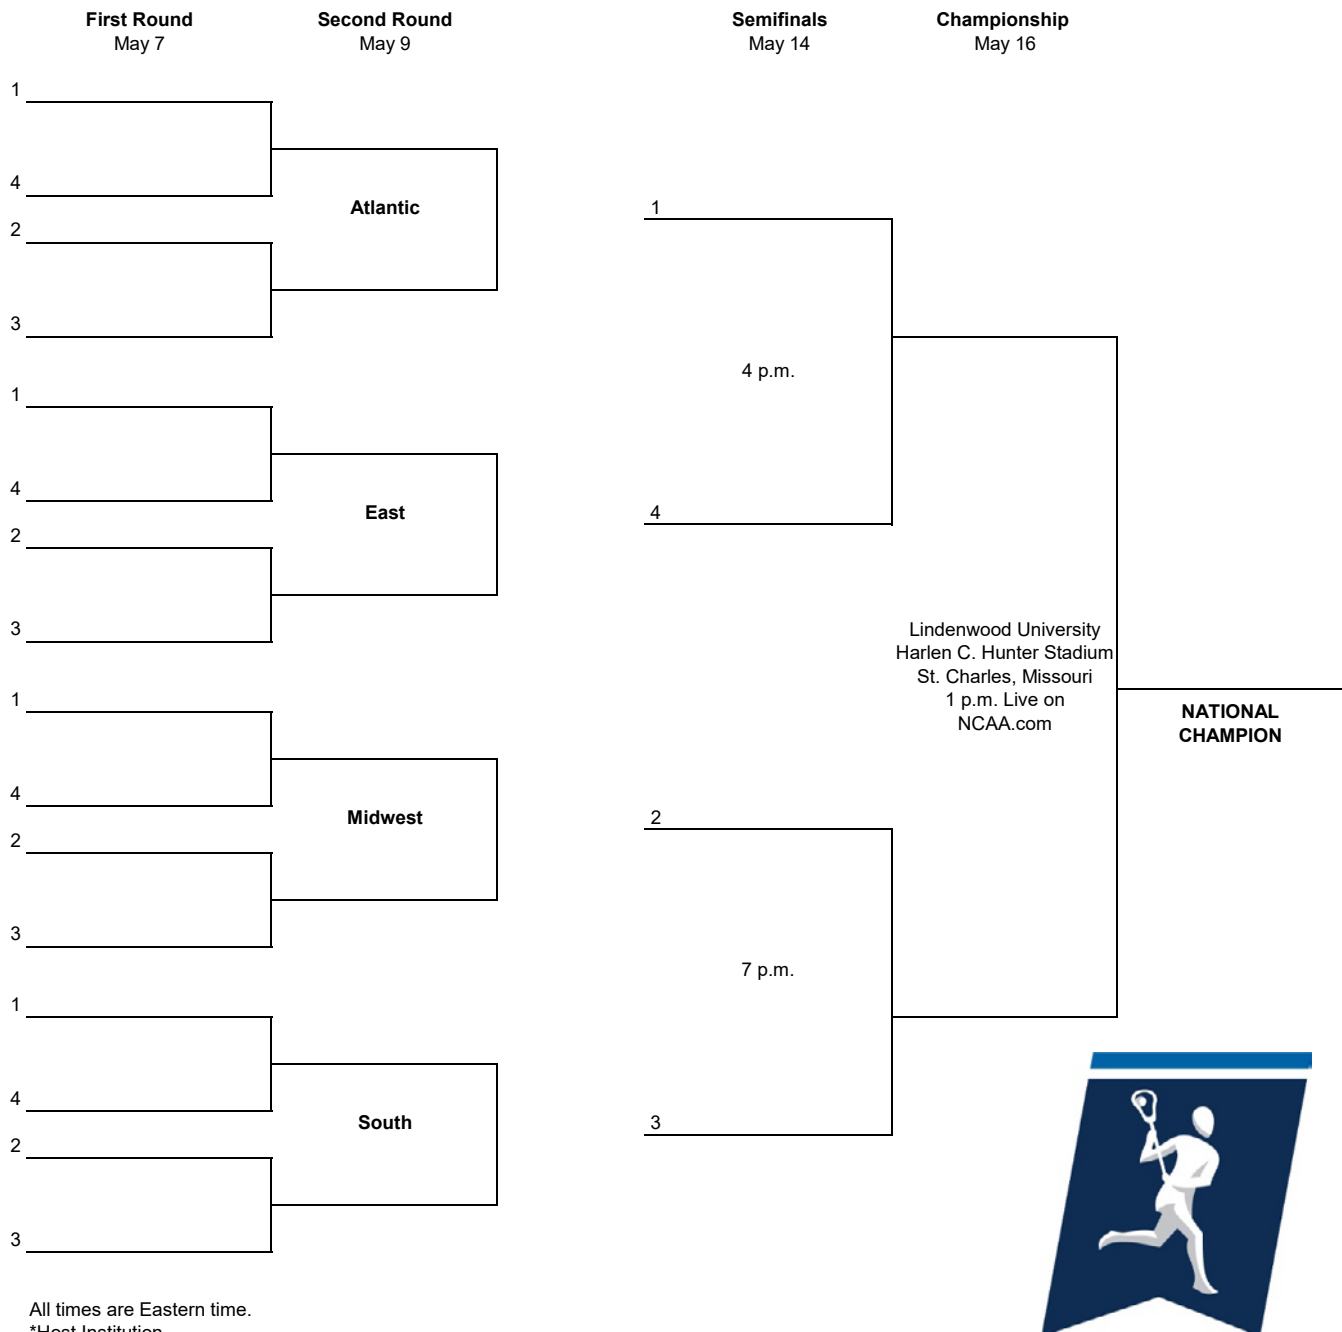 First Round
May 7
Second Round
May 9
Semifinals
May 14
Championship
May 16
1
4
2
3
Atlantic
1
4
2
3
East
1
4
2
3
Midwest
1
4
2
3
South
1
4 p.m.
4
2
7 p.m.
3
Lindenwood University
Harlen C. Hunter Stadium
St. Charles, Missouri
1 p.m. Live on
NCAA.com
NATIONAL
CHAMPION
All times are Eastern time.
*Host Institution